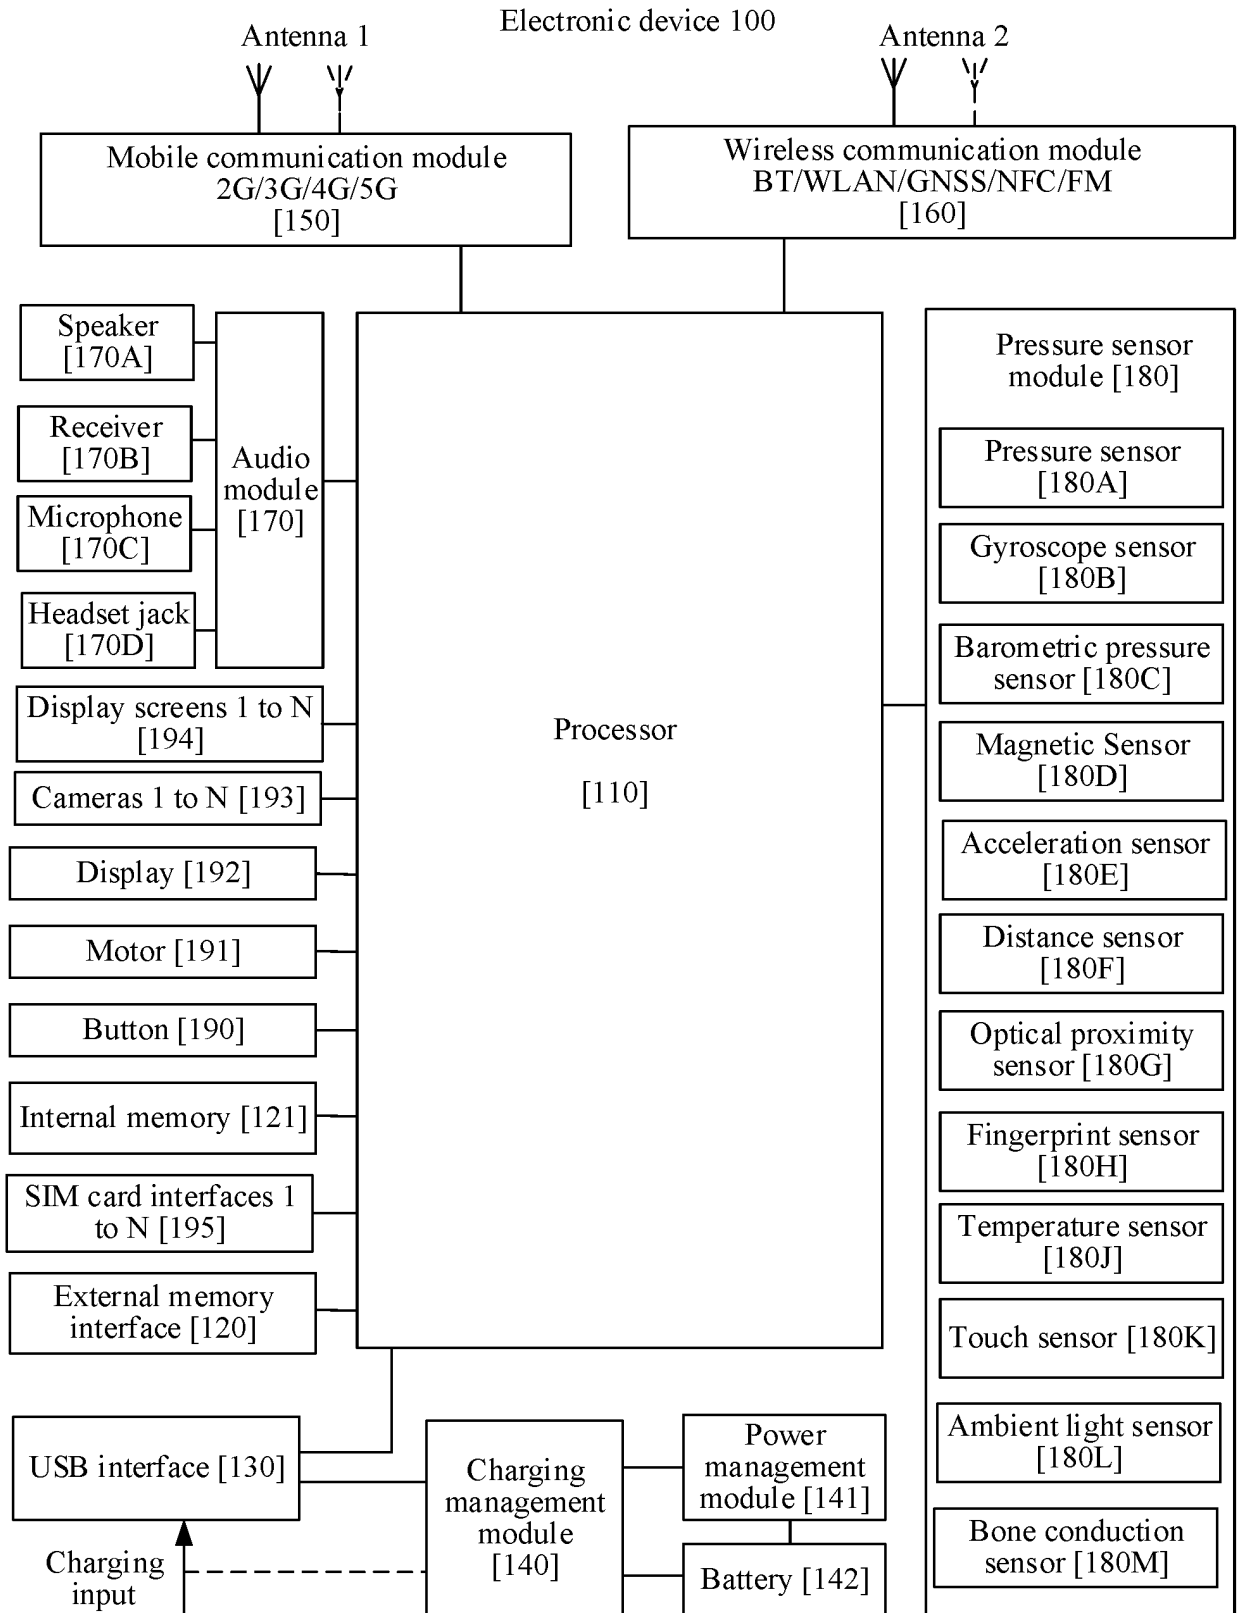 Electronic device 100
Antenna 1
Antenna 2
Mobile communication module
2G/3G/4G/5G
[150]
Wireless communication module
BT/WLAN/GNSS/NFC/FM
[160]
Speaker
[170A]
Receiver
[170B]
Microphone
[170C]
Headset jack
[170D]
Audio
module
[170]
Display screens 1 to N
[194]
Cameras 1 to N [193]
Display [192]
Motor [191]
Button [190]
Internal memory [121]
SIM card interfaces 1
to N [195]
External memory
interface [120]
Processor
[110]
Pressure sensor
module [180]
Pressure sensor
[180A]
Gyroscope sensor
[180B]
Barometric pressure
sensor [180C]
Magnetic Sensor
[180D]
Acceleration sensor
[180E]
Distance sensor
[180F]
Optical proximity
sensor [180G]
Fingerprint sensor
[180H]
Temperature sensor
[180J]
Touch sensor [180K]
Ambient light sensor
[180L]
Bone conduction
sensor [180M]
USB interface [130]
Charging
input
Charging
management
module
[140]
Power
management
module [141]
Battery [142]